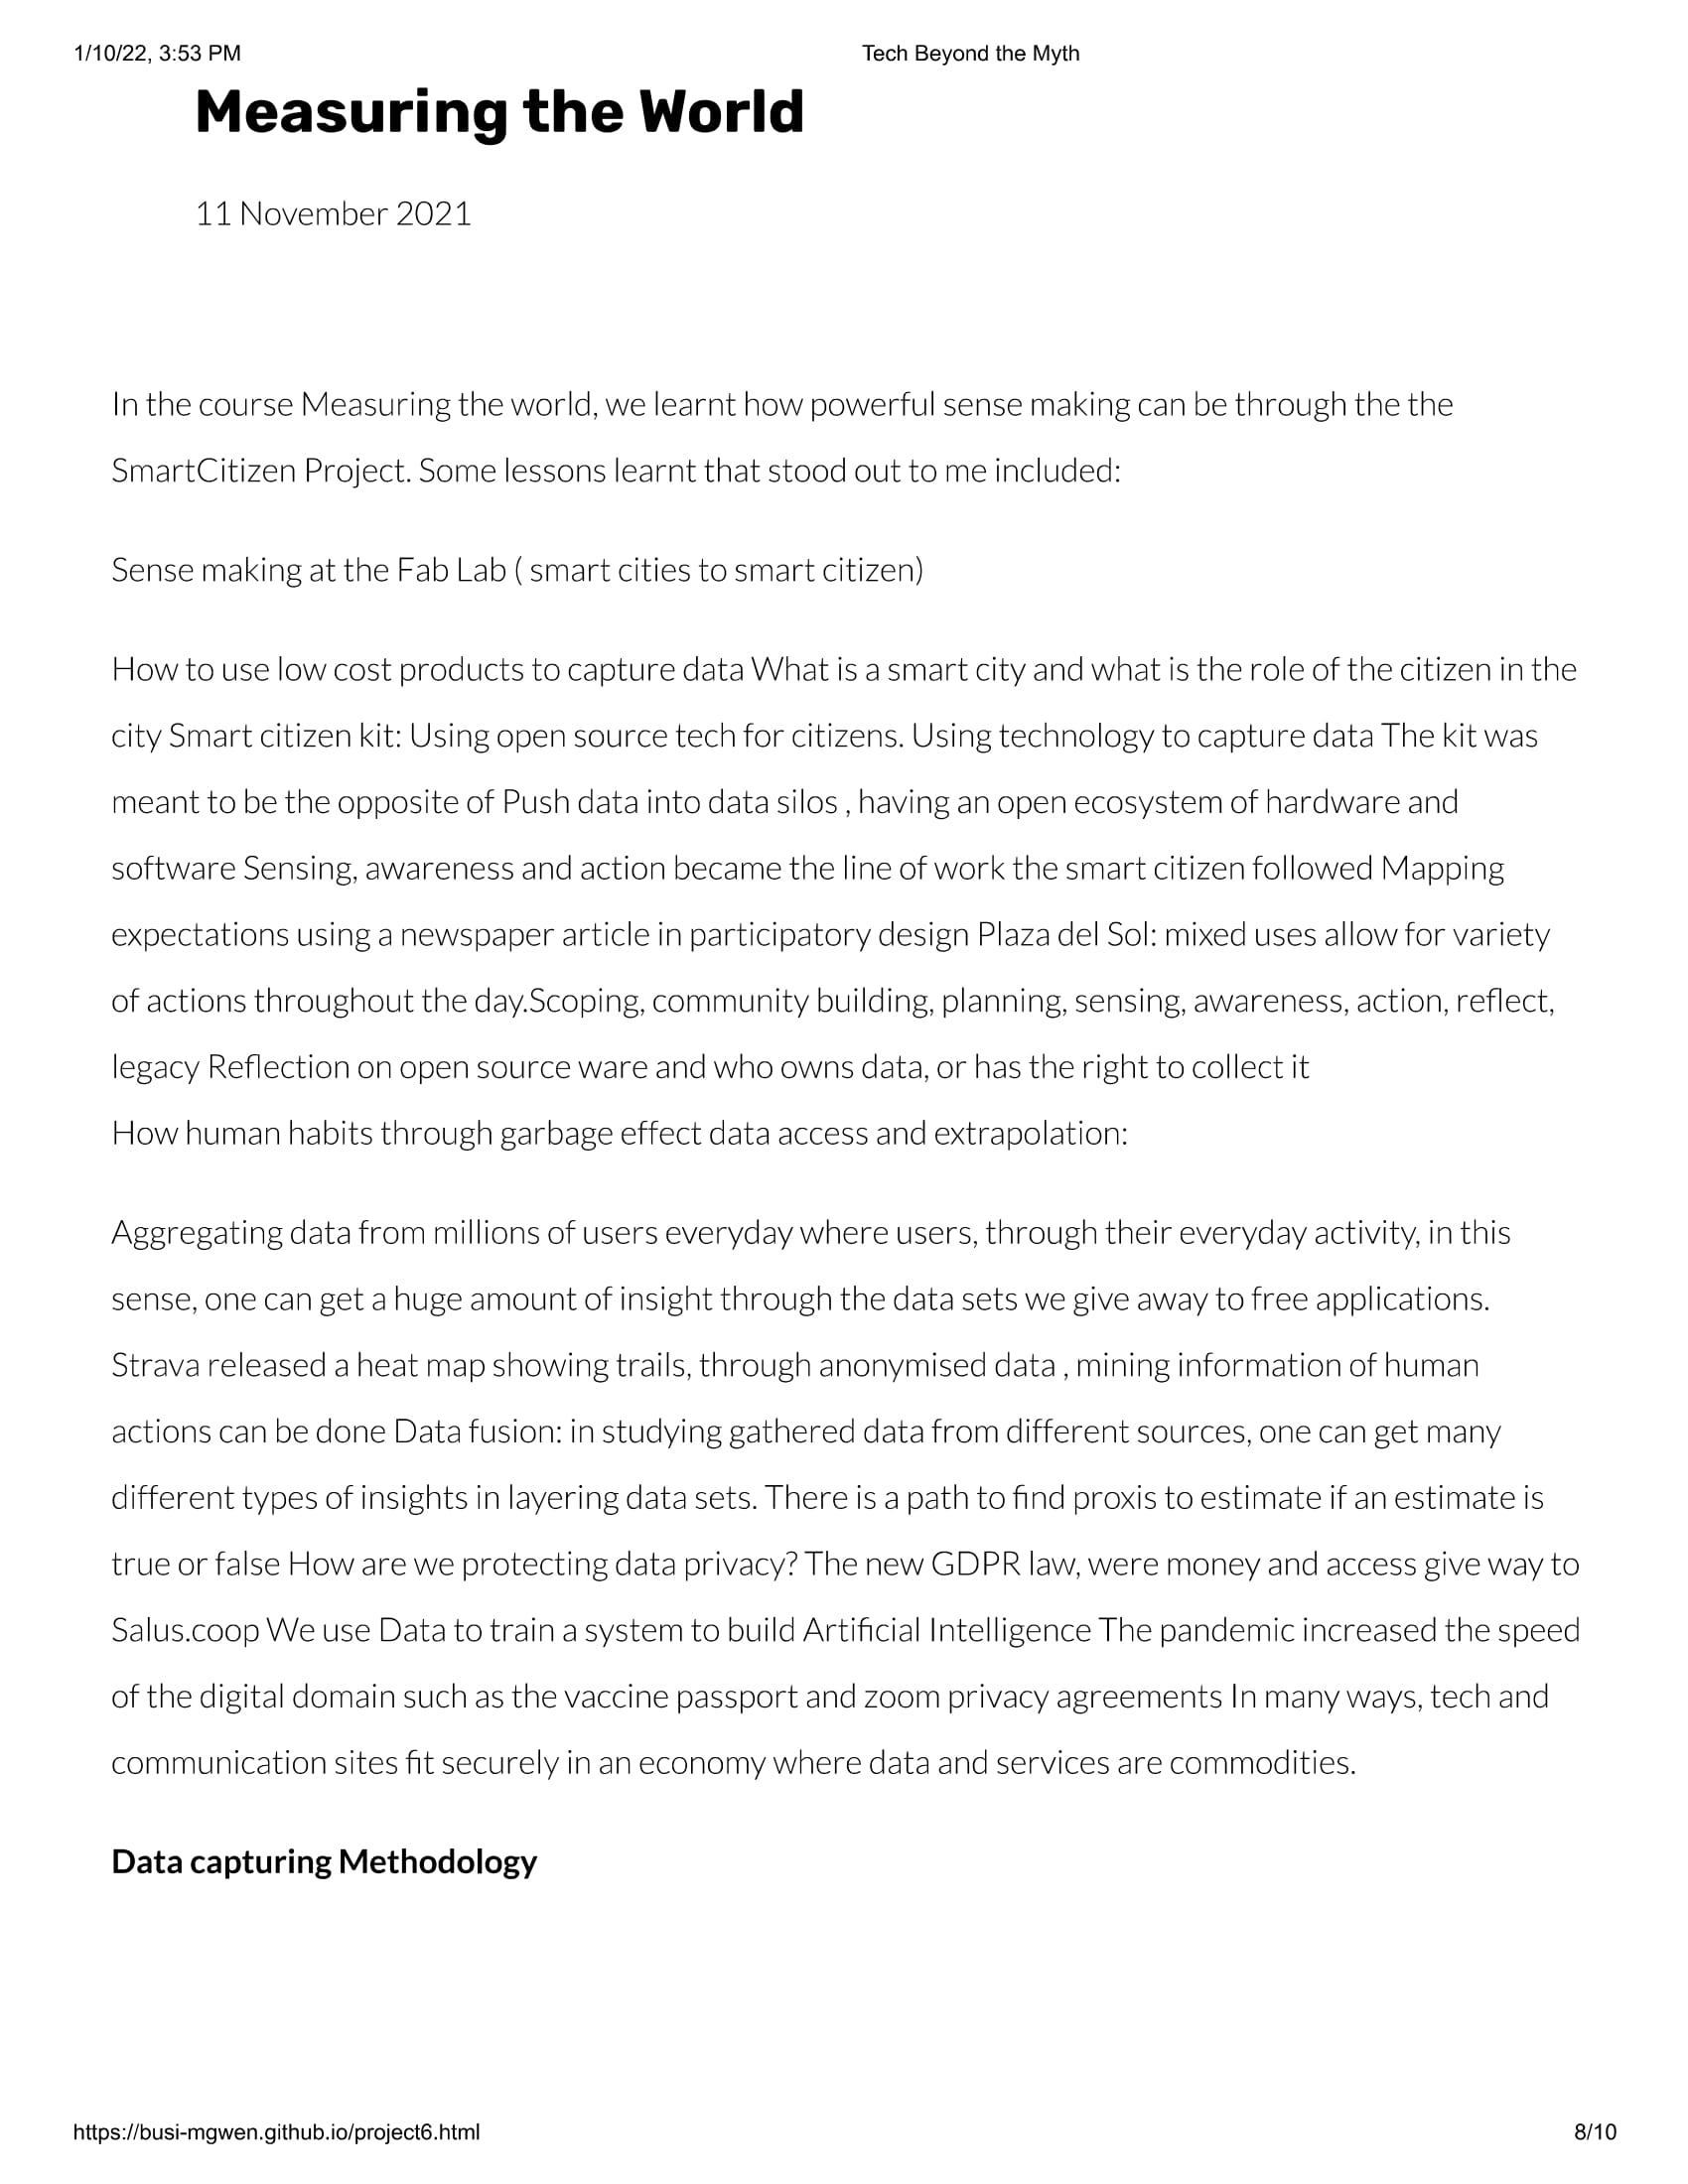 1/10/22, 3:53 PM
Tech Beyond the Myth
Measuring the World
11 November 2021
In the course Measuring the world, we learnt how powerful sense making can be through the the
SmartCitizen Project. Some lessons learnt that stood out to me included:
Sense making at the Fab Lab ( smart cities to smart citizen)
How to use low cost products to capture data What is a smart city and what is the role of the citizen in the
city Smart citizen kit: Using open source tech for citizens. Using technology to capture data The kit was
meant to be the opposite of Push data into data silos , having an open ecosystem of hardware and
software Sensing, awareness and action became the line of work the smart citizen followed Mapping
expectations using a newspaper article in participatory design Plaza del Sol: mixed uses allow for variety
of actions throughout the day.Scoping, community building, planning, sensing, awareness, action, reflect,
legacy Reflection on open source ware and who owns data, or has the right to collect it
How human habits through garbage effect data access and extrapolation:
Aggregating data from millions of users everyday where users, through their everyday activity, in this
sense, one can get a huge amount of insight through the data sets we give away to free applications.
Strava released a heat map showing trails, through anonymised data , mining information of human
actions can be done Data fusion: in studying gathered data from different sources, one can get many
different types of insights in layering data sets. There is a path to find proxis to estimate if an estimate is
true or false How are we protecting data privacy? The new GDPR law, were money and access give way to
Salus.coop We use Data to train a system to build Artificial Intelligence The pandemic increased the speed
of the digital domain such as the vaccine passport and zoom privacy agreements In many ways, tech and
communication sites fit securely in an economy where data and services are commodities.
Data capturing Methodology
https://busi-mgwen.github.io/project6.html
8/10